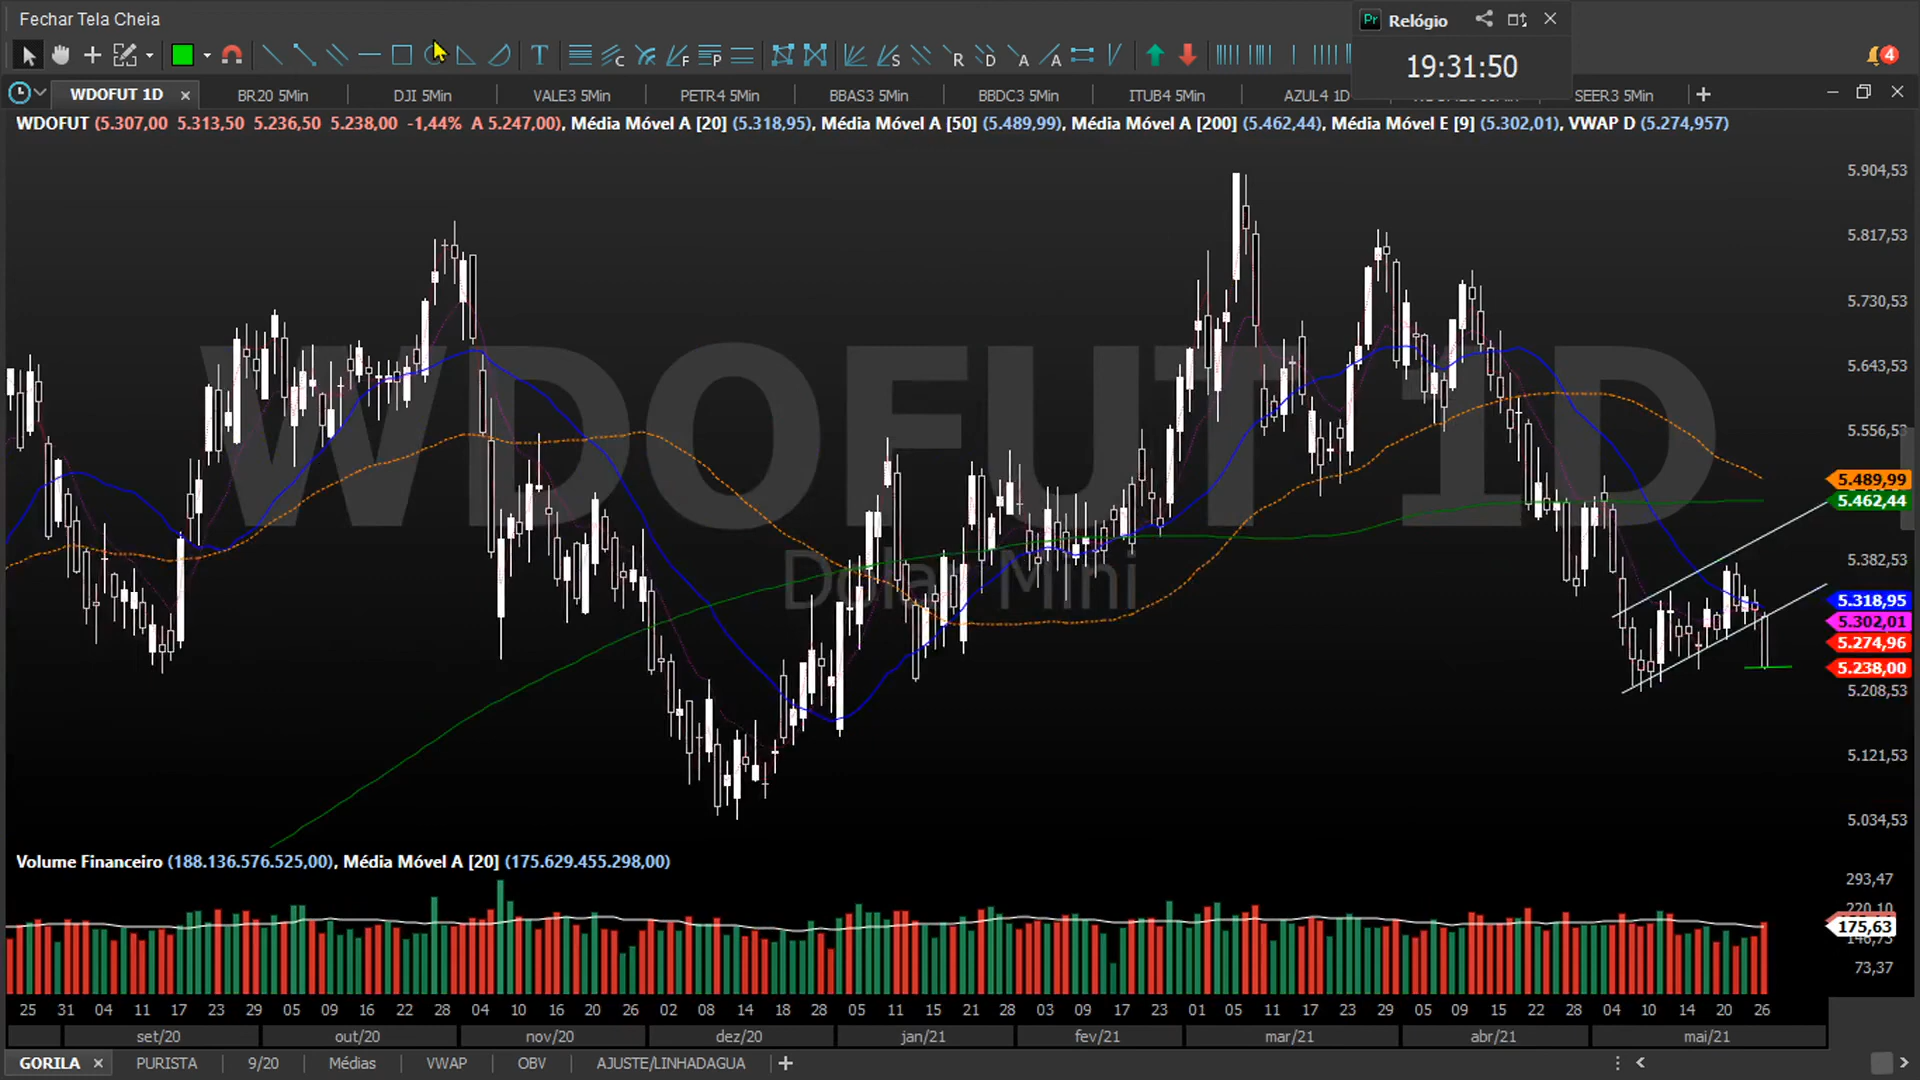 Fechar Tela Cheia
Relógio
19:31:50
4
WDOFUT 1D
BR20 5Min
DJI 5Min
VALE3 5Min
PETR4 5Min
BBAS3 5Min
BBDC3 5Min
ITUB4 5Min
AZUL4 1D
SEER3 5Min
WDOFUT (5.307,00 5.313,50 5.236,50 5.238,00 -1,44% A 5.247,00), Média Móvel A [20] (5.318,95), Média Móvel A [50] (5.489,99), Média Móvel A [200] (5.462,44), Média Móvel E [9] (5.302,01), VWAP D (5.274,957)
WDOFUT 1D
Dolar Mini
5.904,53
5.817,53
5.730,53
5.643,53
5.556,53
5.489,99
5.462,44
5.382,53
5.318,95
5.302,01
5.274,96
5.238,00
5.208,53
5.121,53
5.034,53
Volume Financeiro (188.136.576.525,00), Média Móvel A [20] (175.629.455.298,00)
293,47
220,10
175,63
146,73
73,37
25 31 04 11 17 23 29 05 09 16 22 28 04 10 16 20 26 02 08 14 18 28 05 11 15 21 28 03 09 17 23 01 05 11 17 23 29 05 09 15 22 28 04 10 14 20 26
set/20 out/20 nov/20 dez/20 jan/21 fev/21 mar/21 abr/21 mai/21
GORILA
PURISTA
9/20
Médias
VWAP
OBV
AJUSTE/LINHADAGUA